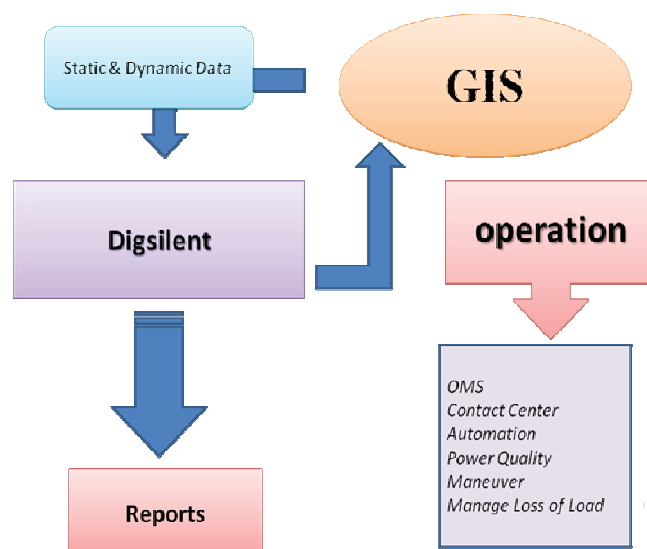 Static & Dynamic Data
GIS
Digsilent
operation
OMS
Contact Center
Automation
Power Quality
Maneuver
Manage Loss of Load
Reports